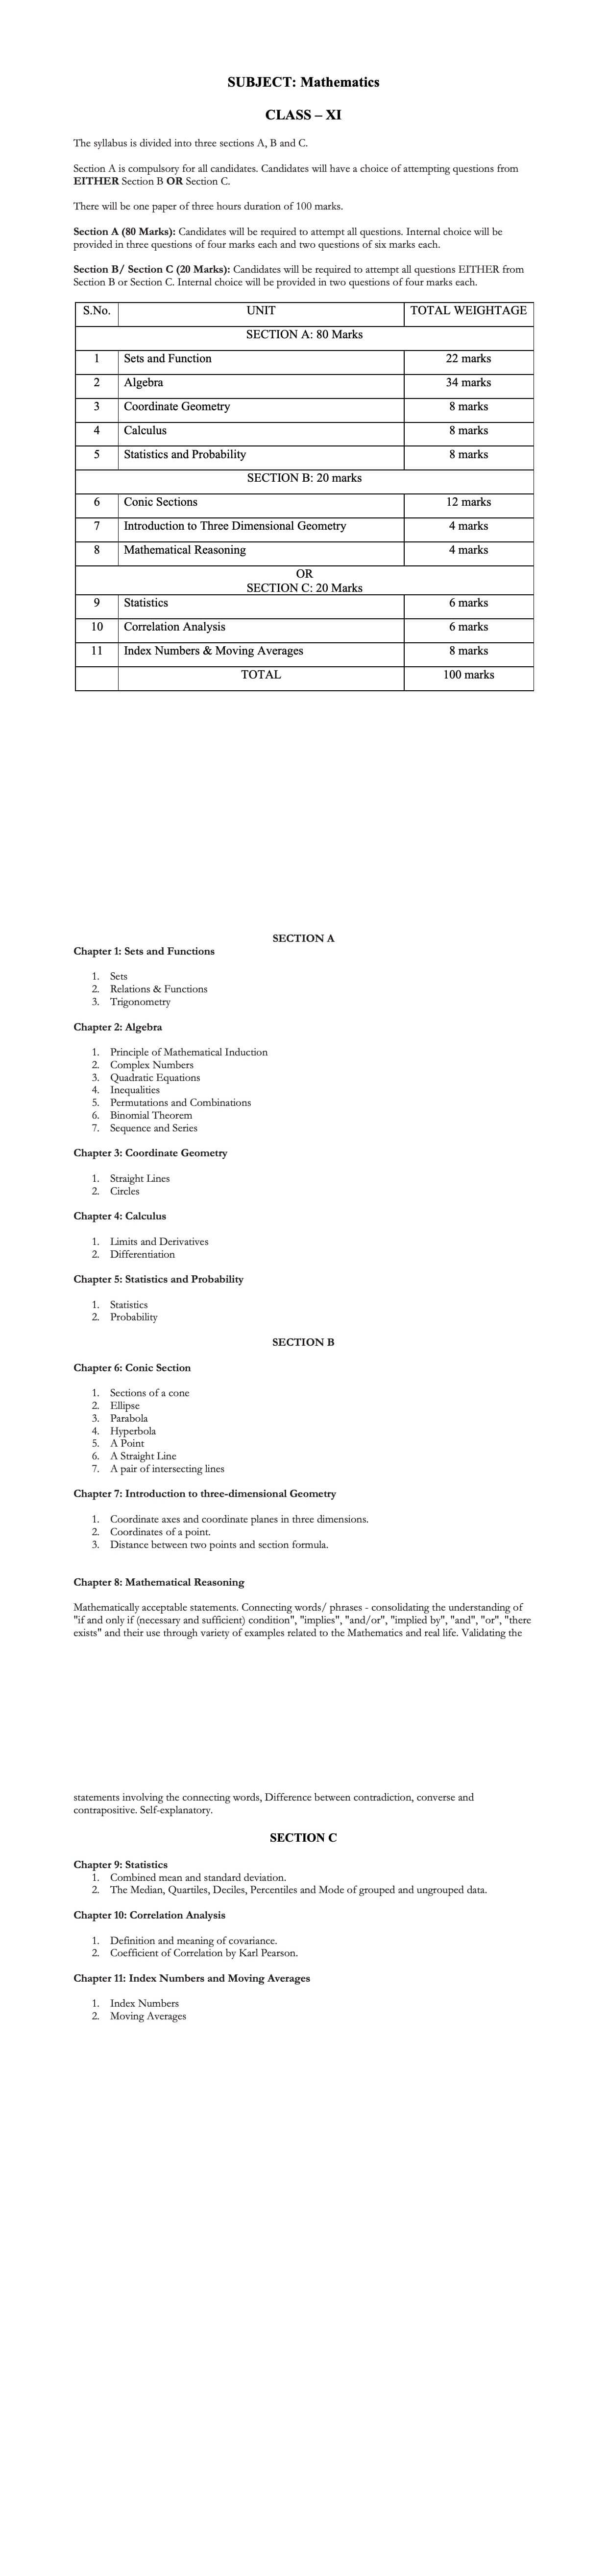 SUBJECT: Mathematics
CLASS – XI
The syllabus is divided into three sections A, B and C.
Section A is compulsory for all candidates. Candidates will have a choice of attempting questions from
EITHER Section B OR Section C.
There will be one paper of three hours duration of 100 marks.
Section A (80 Marks): Candidates will be required to attempt all questions. Internal choice will be
provided in three questions of four marks each and two questions of six marks each.
Section B/ Section C (20 Marks): Candidates will be required to attempt all questions EITHER from
Section B or Section C. Internal choice will be provided in two questions of four marks each.
S.No. UNIT TOTAL WEIGHTAGE
SECTION A: 80 Marks
1 Sets and Function 22 marks
2 Algebra 34 marks
3 Coordinate Geometry 8 marks
4 Calculus 8 marks
5 Statistics and Probability 8 marks
SECTION B: 20 marks
6 Conic Sections 12 marks
7 Introduction to Three Dimensional Geometry 4 marks
8 Mathematical Reasoning 4 marks
OR
SECTION C: 20 Marks
9 Statistics 6 marks
10 Correlation Analysis 6 marks
11 Index Numbers & Moving Averages 8 marks
TOTAL 100 marks
SECTION A
Chapter 1: Sets and Functions
1. Sets
2. Relations & Functions
3. Trigonometry
Chapter 2: Algebra
1. Principle of Mathematical Induction
2. Complex Numbers
3. Quadratic Equations
4. Inequalities
5. Permutations and Combinations
6. Binomial Theorem
7. Sequence and Series
Chapter 3: Coordinate Geometry
1. Straight Lines
2. Circles
Chapter 4: Calculus
1. Limits and Derivatives
2. Differentiation
Chapter 5: Statistics and Probability
1. Statistics
2. Probability
SECTION B
Chapter 6: Conic Section
1. Sections of a cone
2. Ellipse
3. Parabola
4. Hyperbola
5. A Point
6. A Straight Line
7. A pair of intersecting lines
Chapter 7: Introduction to three-dimensional Geometry
1. Coordinate axes and coordinate planes in three dimensions.
2. Coordinates of a point.
3. Distance between two points and section formula.
Chapter 8: Mathematical Reasoning
Mathematically acceptable statements. Connecting words/ phrases - consolidating the understanding of
"if and only if (necessary and sufficient) condition", "implies", "and/or", "implied by", "and", "or", "there
exists" and their use through variety of examples related to the Mathematics and real life. Validating the
statements involving the connecting words, Difference between contradiction, converse and
contrapositive. Self-explanatory.
SECTION C
Chapter 9: Statistics
1. Combined mean and standard deviation.
2. The Median, Quartiles, Deciles, Percentiles and Mode of grouped and ungrouped data.
Chapter 10: Correlation Analysis
1. Definition and meaning of covariance.
2. Coefficient of Correlation by Karl Pearson.
Chapter 11: Index Numbers and Moving Averages
1. Index Numbers
2. Moving Averages